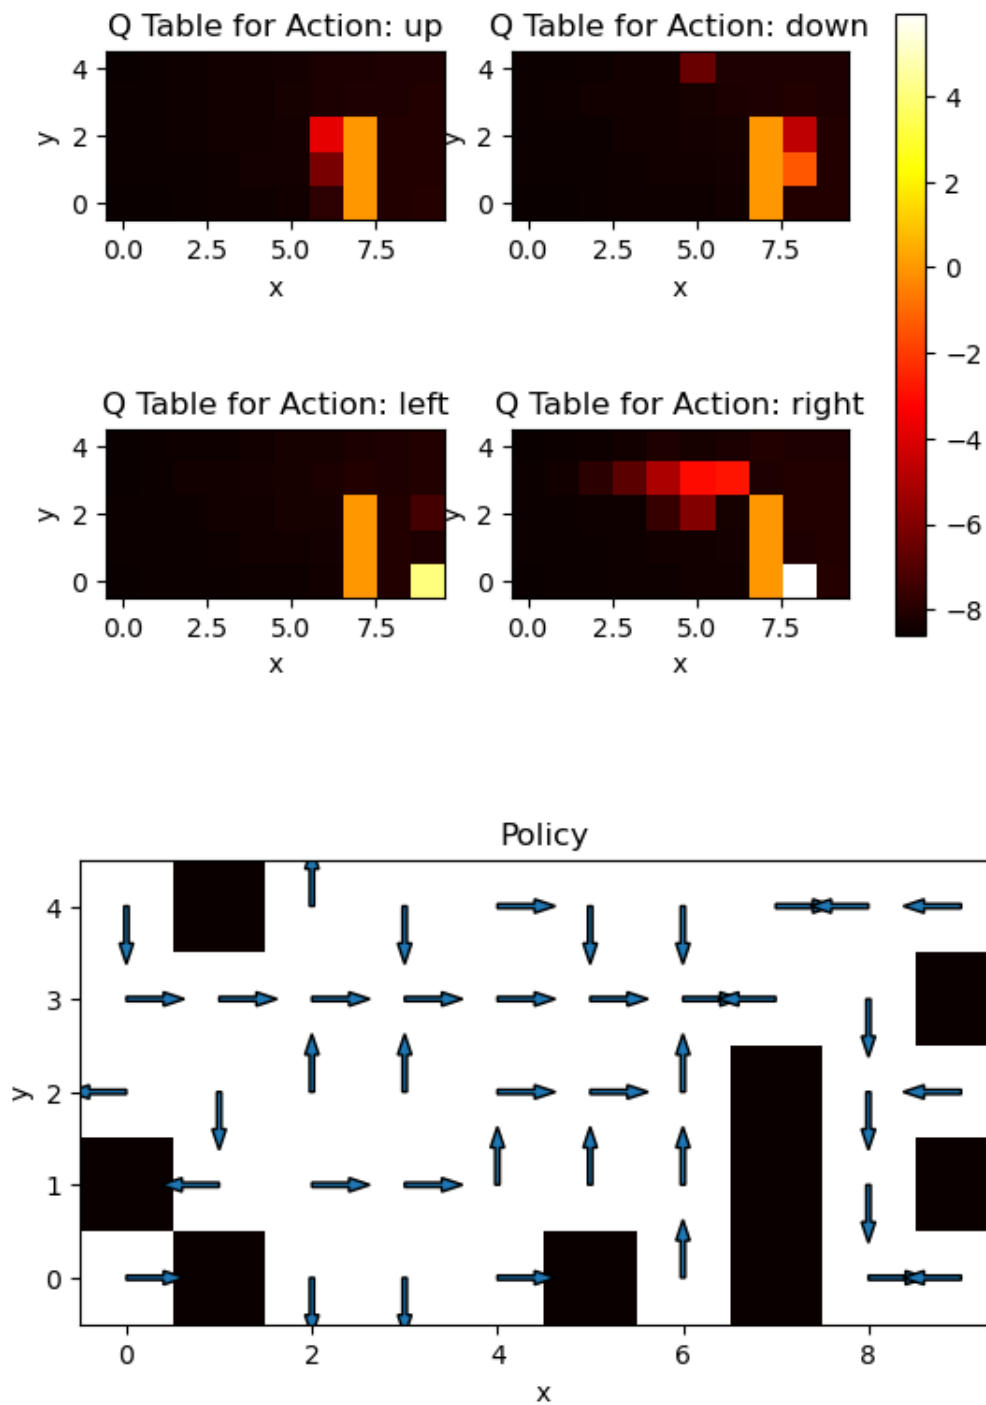 Q Table for Action: up
Q Table for Action: down
4
2
0
y
0.0 2.5 5.0 7.5
x
4
2
0
y
0.0 2.5 5.0 7.5
x
4
2
0
−2
−4
−6
−8
Q Table for Action: left
Q Table for Action: right
4
2
0
y
0.0 2.5 5.0 7.5
x
4
2
0
y
0.0 2.5 5.0 7.5
x
Policy
4
3
2
1
0
y
0 2 4 6 8
x